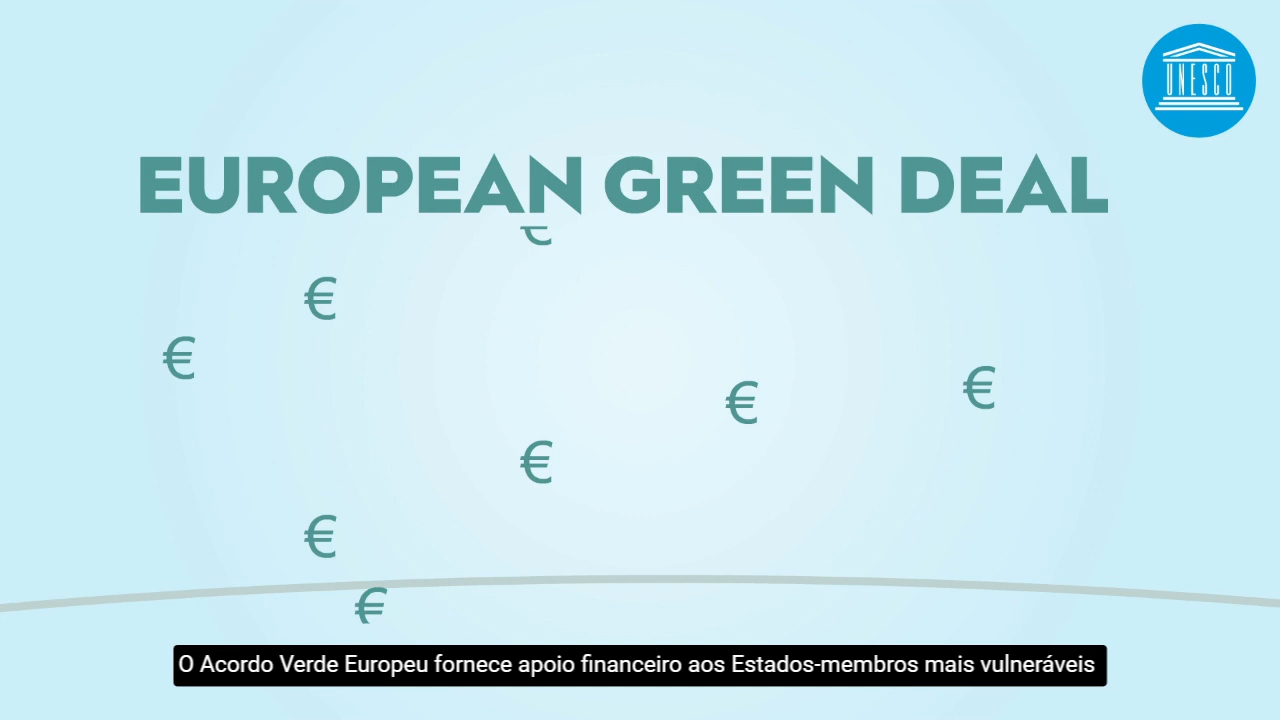 UNESCO
EUROPEAN GREEN DEAL
€
€
€
€
€
€
€
€
O Acordo Verde Europeu fornece apoio financeiro aos Estados-membros mais vulneráveis